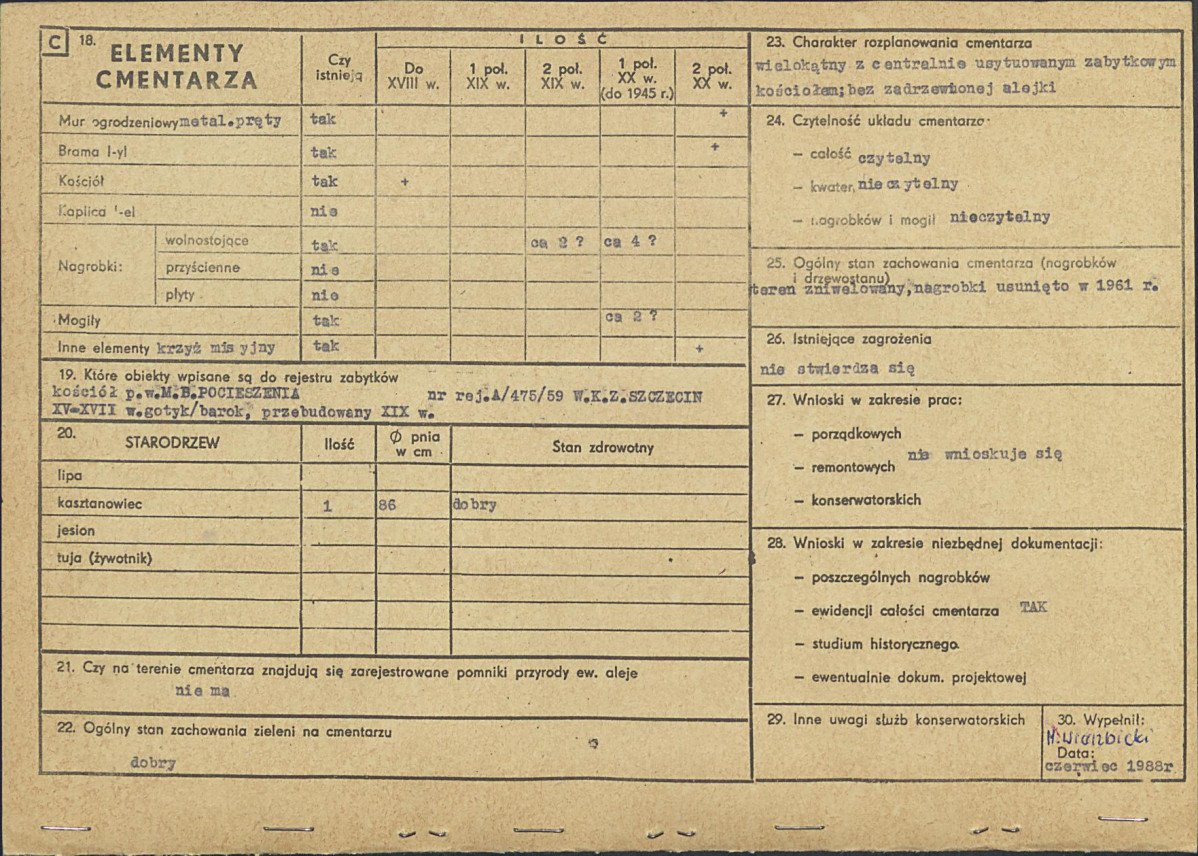 C 18.
ELEMENTY
CMENTARZA
Czy
istnieją
I L O Ś Ć
Do
XVIII w.
1 poł.
XIX w.
2 poł.
XIX w.
1 poł.
XX w.
(do 1945 r.)
2 poł.
XX w.
Mur ogrodzeniowy metal.pręty tak +
Brama l-yl tak +
Kościół tak +
Kaplica l-el nie
Nagrobki:
wolnostojące tak ca 2 ? ca 4 ?
przyścienne nie
płyty nie
Mogiły tak ca 2 ?
Inne elementy krzyż misyjny tak +
19. Które obiekty wpisane są do rejestru zabytków
kościół p.w.M.B.POCIESZENIA nr rej.A/475/59 W.K.Z.SZCZECIN
XV-XVII w.gotyk/barok, przebudowany XIX w.
20. STARODRZEW
Ilość
Ø pnia
w cm
Stan zdrowotny
lipa
kasztanowiec 1 86 dobry
jesion
tuja (żywotnik)
21. Czy na terenie cmentarza znajdują się zarejestrowane pomniki przyrody ew. aleje
nie ma
22. Ogólny stan zachowania zieleni na cmentarzu
dobry
23. Charakter rozplanowania cmentarza
wielokątny z centralnie usytuowanym zabytkowym
kościołem;bez zadrzewionej alejki
24. Czytelność układu cmentarza
— całość czytelny
— kwater, nieczytelny
— nagrobków i mogił nieczytelny
25. Ogólny stan zachowania cmentarza (nagrobków
i drzewostanu)
teren zniwelowany,nagrobki usunięto w 1961 r.
26. Istniejące zagrożenia
nie stwierdza się
27. Wnioski w zakresie prac:
— porządkowych
nie wnioskuje się
— remontowych
— konserwatorskich
28. Wnioski w zakresie niezbędnej dokumentacji:
— poszczególnych nagrobków
— ewidencji całości cmentarza TAK
— studium historycznego
— ewentualnie dokum. projektowej
29. Inne uwagi służb konserwatorskich
30. Wypełnił:
M.Wierzbicki
Data:
czerwiec 1988r